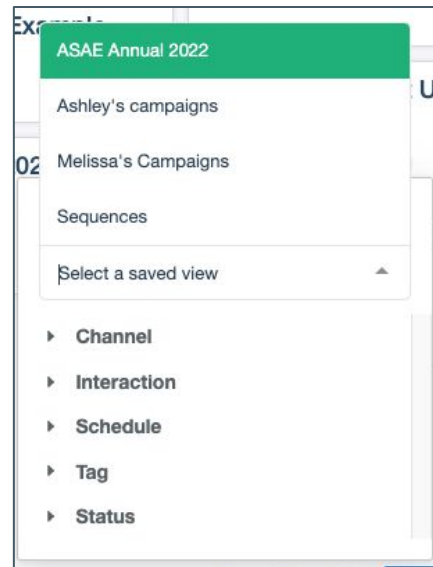 ASAE Annual 2022
Ashley's campaigns
Melissa's Campaigns
Sequences
Select a saved view
Channel
Interaction
Schedule
Tag
Status